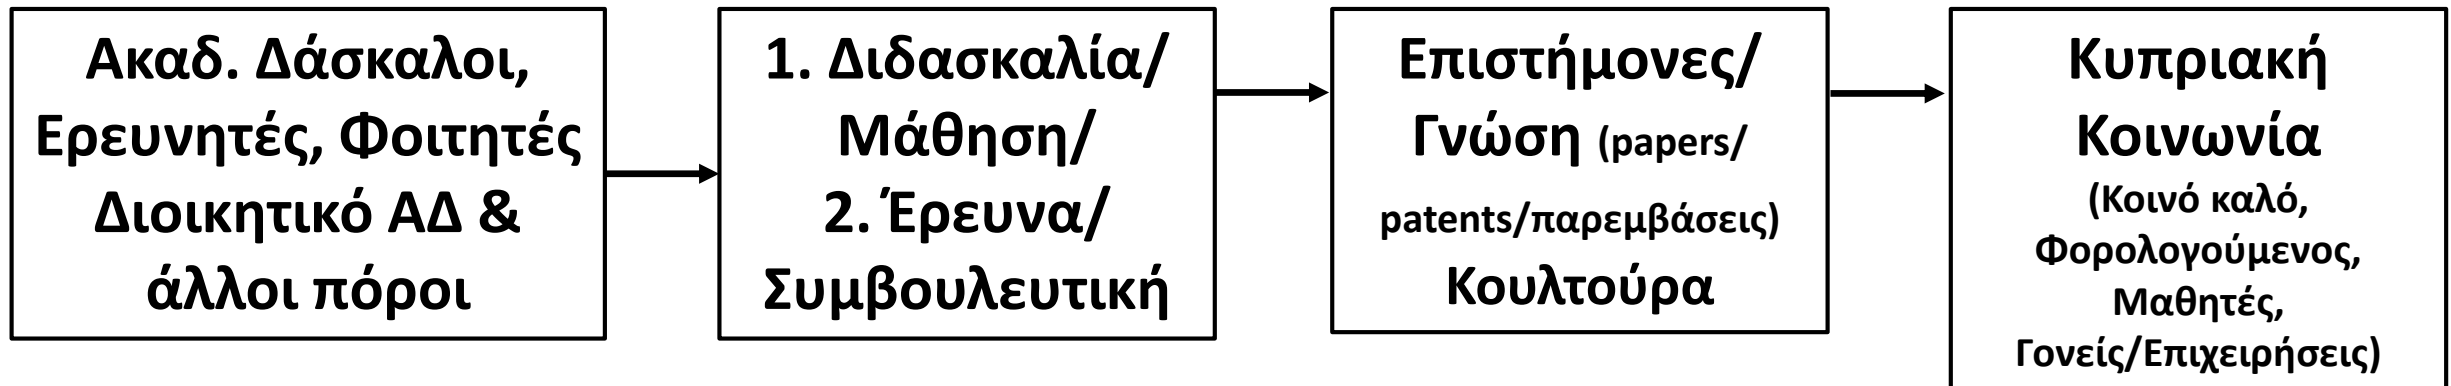 Ακαδ. Δάσκαλοι,
Ερευνητές, Φοιτητές
Διοικητικό ΑΔ &
άλλοι πόροι
1. Διδασκαλία/
Μάθηση/
2. Έρευνα/
Συμβουλευτική
Επιστήμονες/
Γνώση (papers/
patents/παρεμβάσεις)
Κουλτούρα
Κυπριακή
Κοινωνία
(Κοινό καλό,
Φορολογούμενος,
Μαθητές,
Γονείς/Επιχειρήσεις)